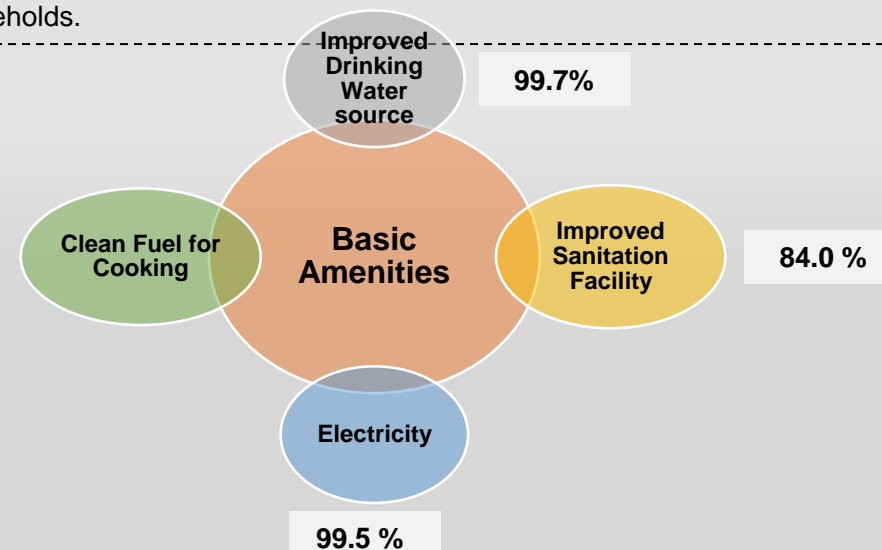 eholds.
Improved
Drinking
Water
source
99.7%
Clean Fuel for
Cooking
Basic
Amenities
Improved
Sanitation
Facility
84.0 %
Electricity
99.5 %